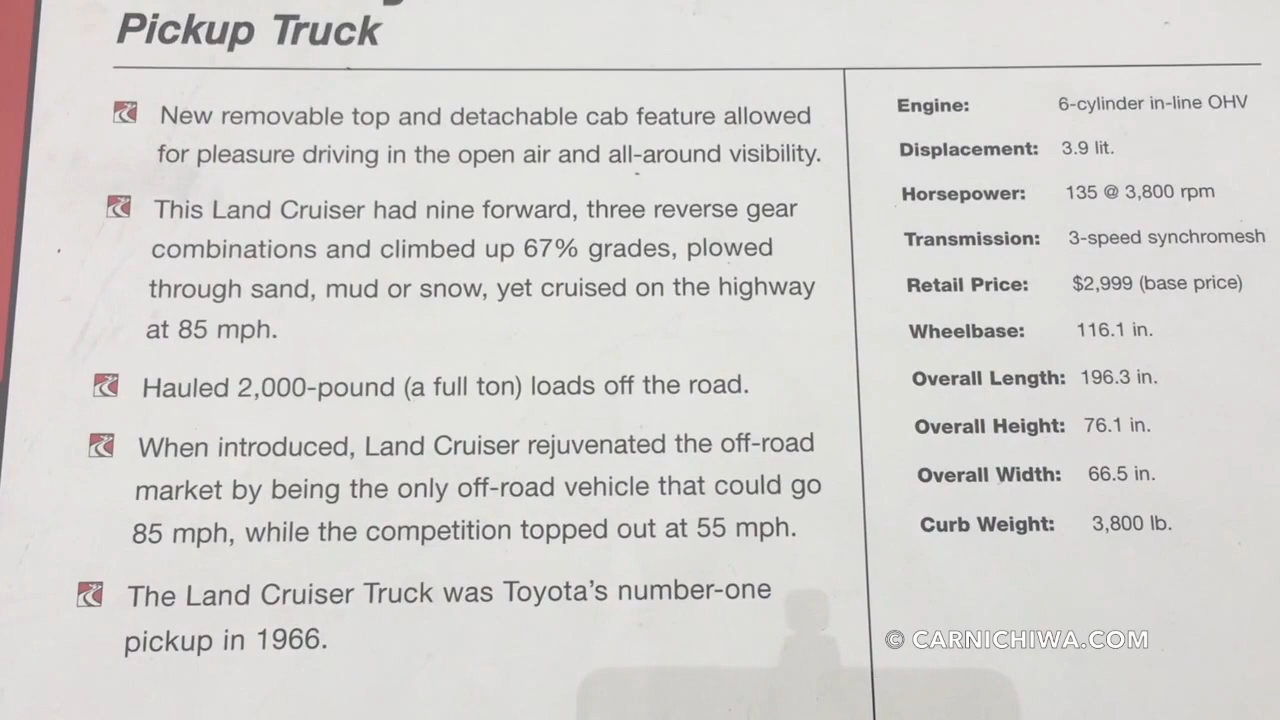 Pickup Truck
New removable top and detachable cab feature allowed
for pleasure driving in the open air and all-around visibility.
This Land Cruiser had nine forward, three reverse gear
combinations and climbed up 67% grades, plowed
through sand, mud or snow, yet cruised on the highway
at 85 mph.
Hauled 2,000-pound (a full ton) loads off the road.
When introduced, Land Cruiser rejuvenated the off-road
market by being the only off-road vehicle that could go
85 mph, while the competition topped out at 55 mph.
The Land Cruiser Truck was Toyota's number-one
pickup in 1966.
Engine: 6-cylinder in-line OHV
Displacement: 3.9 lit.
Horsepower: 135 @ 3,800 rpm
Transmission: 3-speed synchromesh
Retail Price: $2,999 (base price)
Wheelbase: 116.1 in.
Overall Length: 196.3 in.
Overall Height: 76.1 in.
Overall Width: 66.5 in.
Curb Weight: 3,800 lb.
© CARNICHIWA.COM